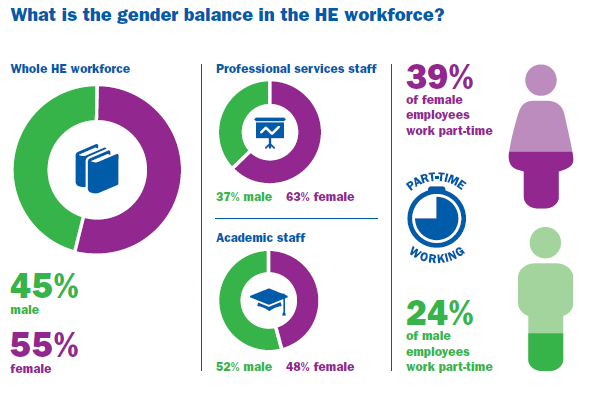 What is the gender balance in the HE workforce?
Whole HE workforce
45%
male
55%
female
Professional services staff
37% male 63% female
Academic staff
52% male 48% female
39%
of female
employees
work part-time
PART-TIME
WORKING
24%
of male
employees
work part-time